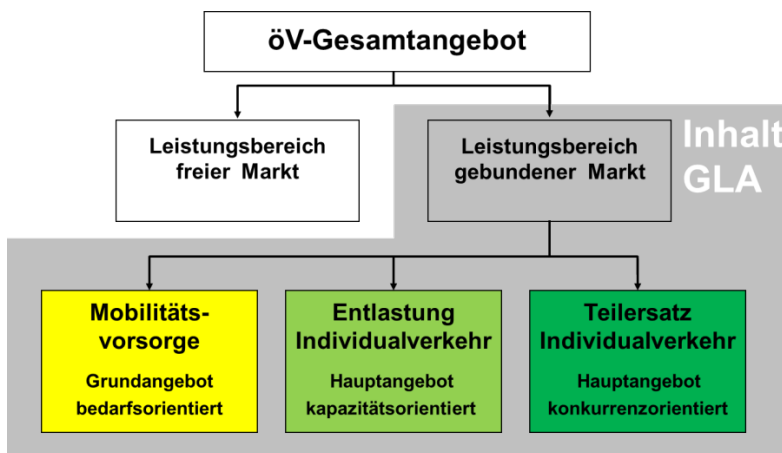 öV-Gesamtangebot
Leistungsbereich
freier Markt
Leistungsbereich
gebundener Markt
Inhalt
GLA
Mobilitäts-
vorsorge
Grundangebot
bedarfsorientiert
Entlastung
Individualverkehr
Hauptangebot
kapazitätsorientiert
Teilersatz
Individualverkehr
Hauptangebot
konkurrenzorientiert